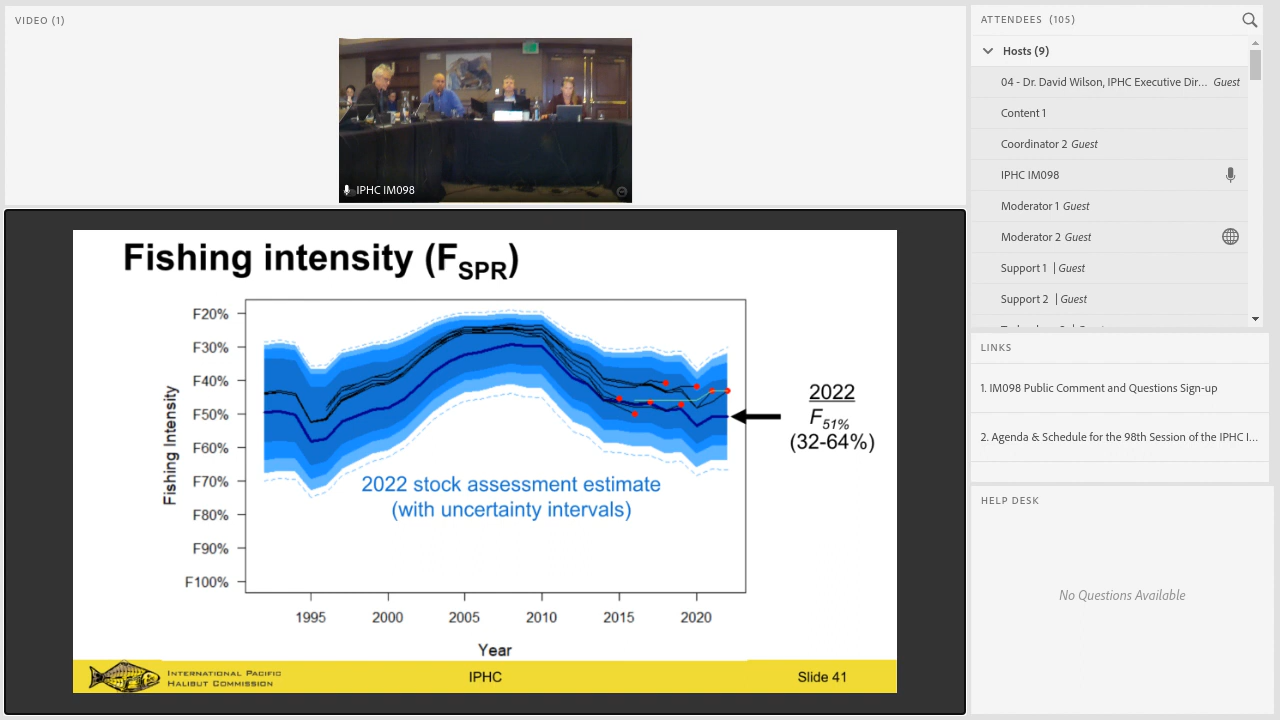 VIDEO (1)
IPHC IM098
Fishing intensity (FSPR)
F20%
F30%
F40%
F50%
F60%
F70%
F80%
F90%
F100%
Fishing Intensity
2022 stock assessment estimate
(with uncertainty intervals)
2022
F51%
(32-64%)
1995
2000
2005
2010
2015
2020
Year
INTERNATIONAL PACIFIC
HALIBUT COMMISSION
IPHC
Slide 41
ATTENDEES (105)
Hosts (9)
04 - Dr. David Wilson, IPHC Executive Dir... Guest
Content 1
Coordinator 2 Guest
IPHC IM098
Moderator 1 Guest
Moderator 2 Guest
Support 1 | Guest
Support 2 | Guest
LINKS
1. IM098 Public Comment and Questions Sign-up
2. Agenda & Schedule for the 98th Session of the IPHC I...
HELP DESK
No Questions Available